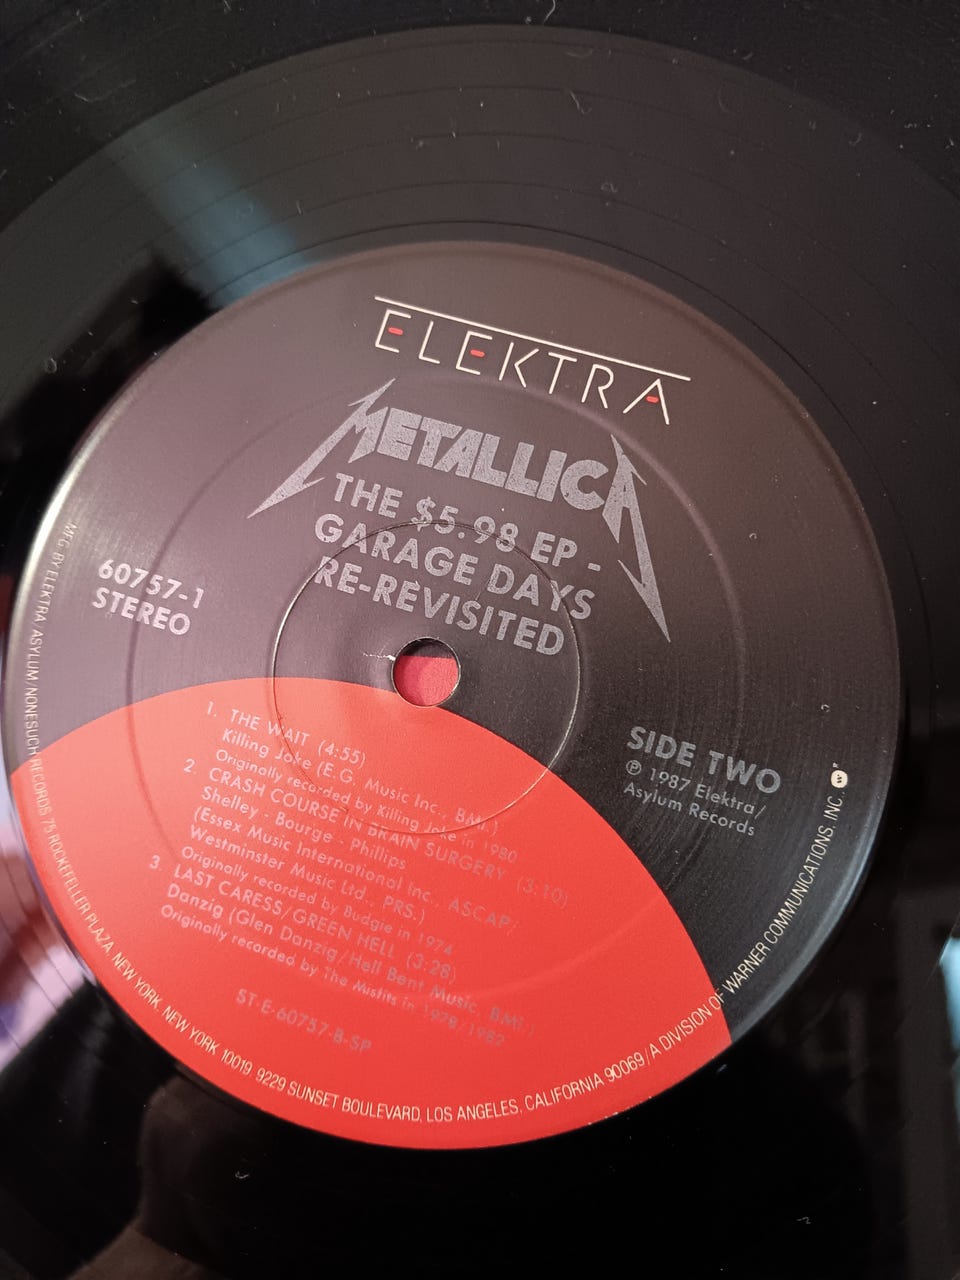 ELEKTRA
METALLICA
THE $5.98 EP -
GARAGE DAYS
RE-REVISITED
60757-1
STEREO
SIDE TWO
℗ 1987 Elektra/
Asylum Records
1. THE WAIT (4:55)
Killing Joke (E.G. Music Inc., BMI.)
Originally recorded by Killing Joke in 1980
2. CRASH COURSE IN BRAIN SURGERY (3:10)
Shelley - Bourge - Phillips
(Essex Music International Inc., ASCAP;
Westminster Music Ltd., PRS.)
Originally recorded by Budgie in 1974
3. LAST CARESS/GREEN HELL (3:28)
Danzig (Glen Danzig/Hell Bent Music, BMI.)
Originally recorded by The Misfits in 1978/1982
ST-E-60757-B-SP
MFG. BY ELEKTRA/ASYLUM/NONESUCH RECORDS 75 ROCKEFELLER PLAZA, NEW YORK, NEW YORK 10019 9229 SUNSET BOULEVARD, LOS ANGELES, CALIFORNIA 90069/A DIVISION OF WARNER COMMUNICATIONS, INC.